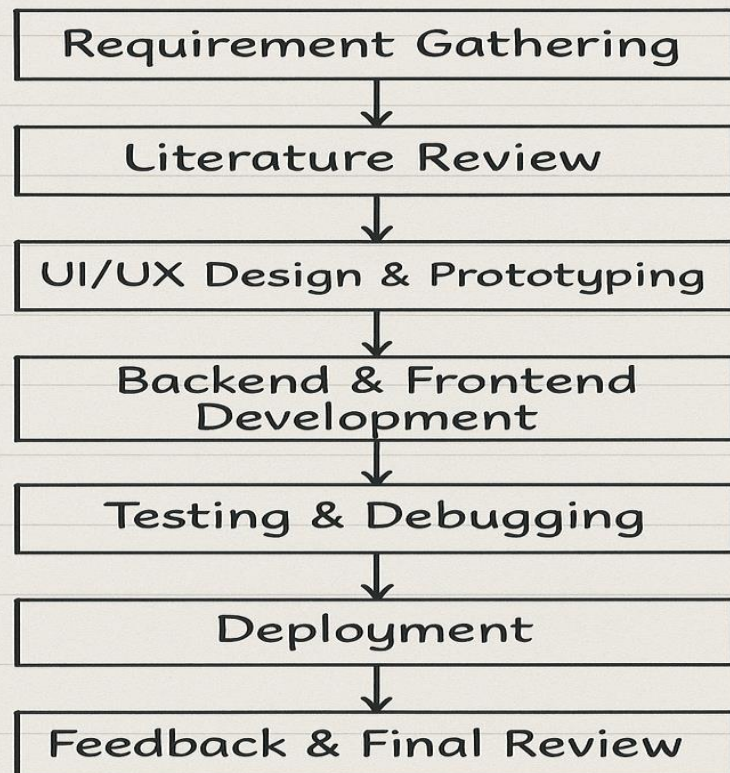 Requirement Gathering
Literature Review
UI/UX Design & Prototyping
Backend & Frontend
Development
Testing & Debugging
Deployment
Feedback & Final Review